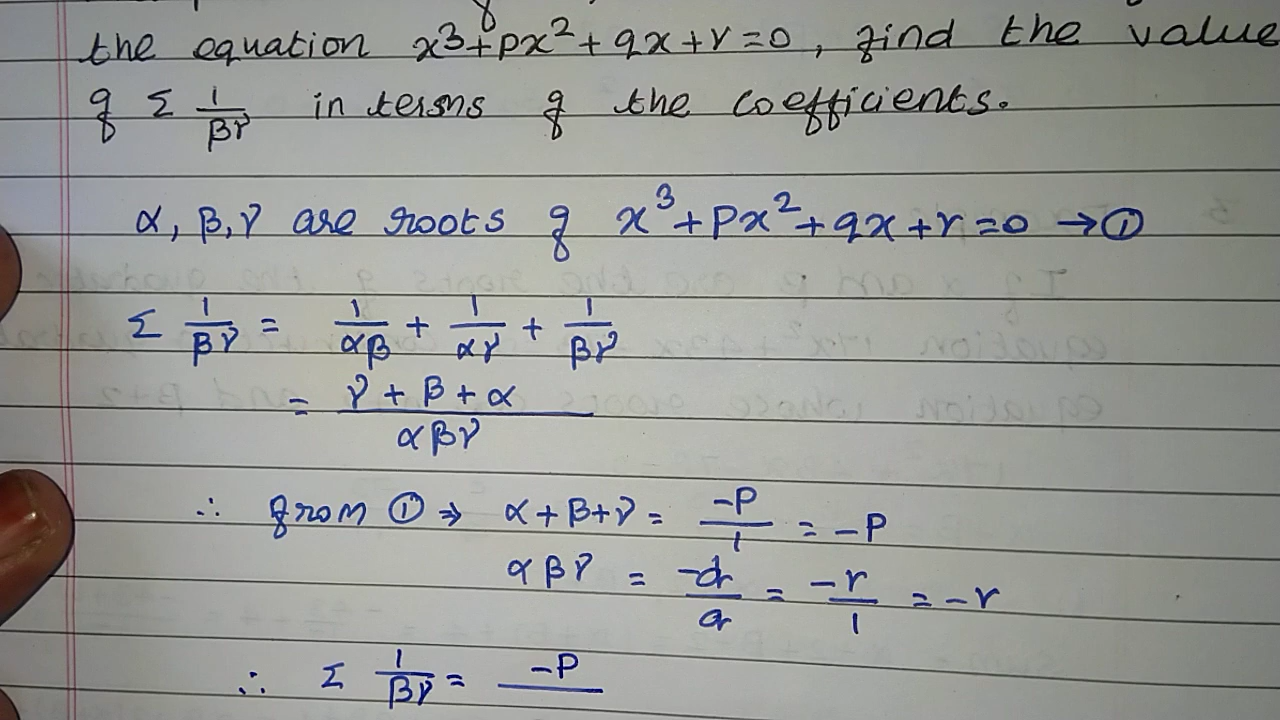 the equation x³+px²+qx+r=0, find the value
of Σ 1/βγ in terms of the coefficients.
α, β, γ are roots of x³+px²+qx+r=0 → ①
Σ 1/βγ = 1/αβ + 1/αγ + 1/βγ
= γ+β+α / αβγ
∴ from ① ⇒ α+β+γ = -p/1 = -p
αβγ = -d/a = -r/1 = -r
∴ Σ 1/βγ = -p